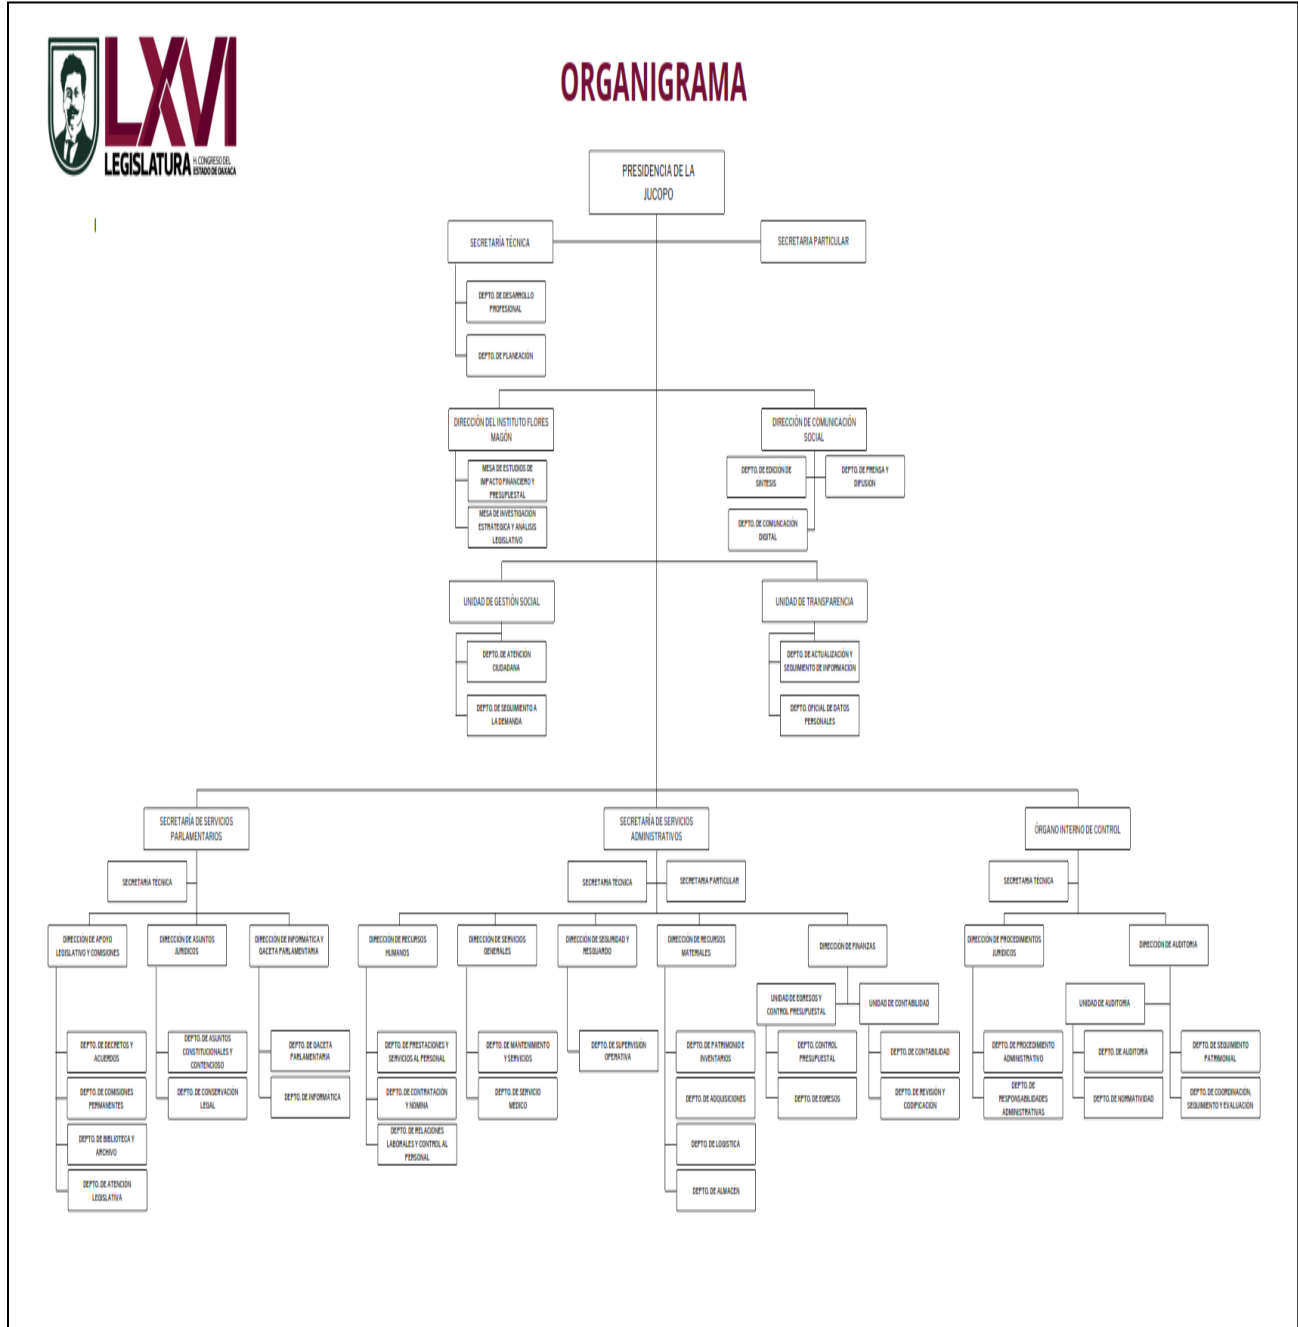 LXVI
LEGISLATURA
H. CONGRESO DEL
ESTADO DE OAXACA
ORGANIGRAMA
PRESIDENCIA DE LA
JUCOPO
SECRETARÍA TÉCNICA
SECRETARIA PARTICULAR
DEPTO. DE DESARROLLO
PROFESIONAL
DEPTO. DE PLANEACIÓN
DIRECCIÓN DEL INSTITUTO FLORES
MAGÓN
DIRECCIÓN DE COMUNICACIÓN
SOCIAL
MESA DE ESTUDIOS DE
IMPACTO FINANCIERO Y
PRESUPUESTAL
MESA DE INVESTIGACIÓN
ESTRATÉGICA Y ANÁLISIS
LEGISLATIVO
DEPTO. DE EDICIÓN DE
SÍNTESIS
DEPTO. DE PRENSA Y
DIFUSIÓN
DEPTO. DE COMUNCACIÓN
DIGITAL
UNIDAD DE GESTIÓN SOCIAL
UNIDAD DE TRANSPARENCIA
DEPTO. DE ATENCIÓN
CIUDADANA
DEPTO. DE SEGUIMIENTO A
LA DEMANDA
DEPTO. DE ACTUALIZACIÓN Y
SEGUIMIENTO DE INFORMACIÓN
DEPTO. OFICIAL DE DATOS
PERSONALES
SECRETARÍA DE SERVICIOS
PARLAMENTARIOS
SECRETARÍA DE SERVICIOS
ADMINISTRATIVOS
ÓRGANO INTERNO DE CONTROL
SECRETARÍA TÉCNICA
SECRETARÍA TÉCNICA
SECRETARIA PARTICULAR
SECRETARÍA TÉCNICA
DIRECCIÓN DE APOYO
LEGISLATIVO Y COMISIONES
DIRECCIÓN DE ASUNTOS
JURÍDICOS
DIRECCIÓN DE INFORMÁTICA Y
GACETA PARLAMENTARIA
DIRECCIÓN DE RECURSOS
HUMANOS
DIRECCIÓN DE SERVICIOS
GENERALES
DIRECCIÓN DE SEGURIDAD Y
RESGUARDO
DIRECCIÓN DE RECURSOS
MATERIALES
DIRECCIÓN DE FINANZAS
DIRECCIÓN DE PROCEDIMIENTOS
JURIDICOS
DIRECCIÓN DE AUDITORÍA
UNIDAD DE EGRESOS Y
CONTROL PRESUPUESTAL
UNIDAD DE CONTABILIDAD
UNIDAD DE AUDITORÍA
DEPTO. DE DECRETOS Y
ACUERDOS
DEPTO. DE COMISIONES
PERMANENTES
DEPTO. DE BIBLIOTECA Y
ARCHIVO
DEPTO. DE ATENCIÓN
LEGISLATIVA
DEPTO. DE ASUNTOS
CONSTITUCIONALES Y
CONTENCIOSO
DEPTO. DE CONSERVACIÓN
LEGAL
DEPTO. DE GACETA
PARLAMENTARIA
DEPTO. DE INFORMÁTICA
DEPTO. DE PRESTACIONES Y
SERVICIOS AL PERSONAL
DEPTO. DE CONTRATACIÓN
Y NÓMINA
DEPTO. DE RELACIONES
LABORALES Y CONTROL AL
PERSONAL
DEPTO. DE MANTENIMIENTO
Y SERVICIOS
DEPTO. DE SERVICIO
MEDICO
DEPTO. DE SUPERVISIÓN
OPERATIVA
DEPTO. DE PATRIMONIO E
INVENTARIOS
DEPTO. DE ADQUISICIONES
DEPTO. DE LOGÍSTICA
DEPTO. DE ALMACÉN
DEPTO. CONTROL
PRESUPUESTAL
DEPTO. DE EGRESOS
DEPTO. DE CONTABILIDAD
DEPTO. DE REVISIÓN Y
CODIFICACIÓN
DEPTO. DE PROCEDIMIENTO
ADMINISTRATIVO
DEPTO. DE
RESPONSABILIDADES
ADMINISTRATIVAS
DEPTO. DE AUDITORÍA
DEPTO. DE NORMATIVIDAD
DEPTO. DE SEGUIMIENTO
PATRIMONIAL
DEPTO. DE COORDINACIÓN,
SEGUIMIENTO Y EVALUACIÓN